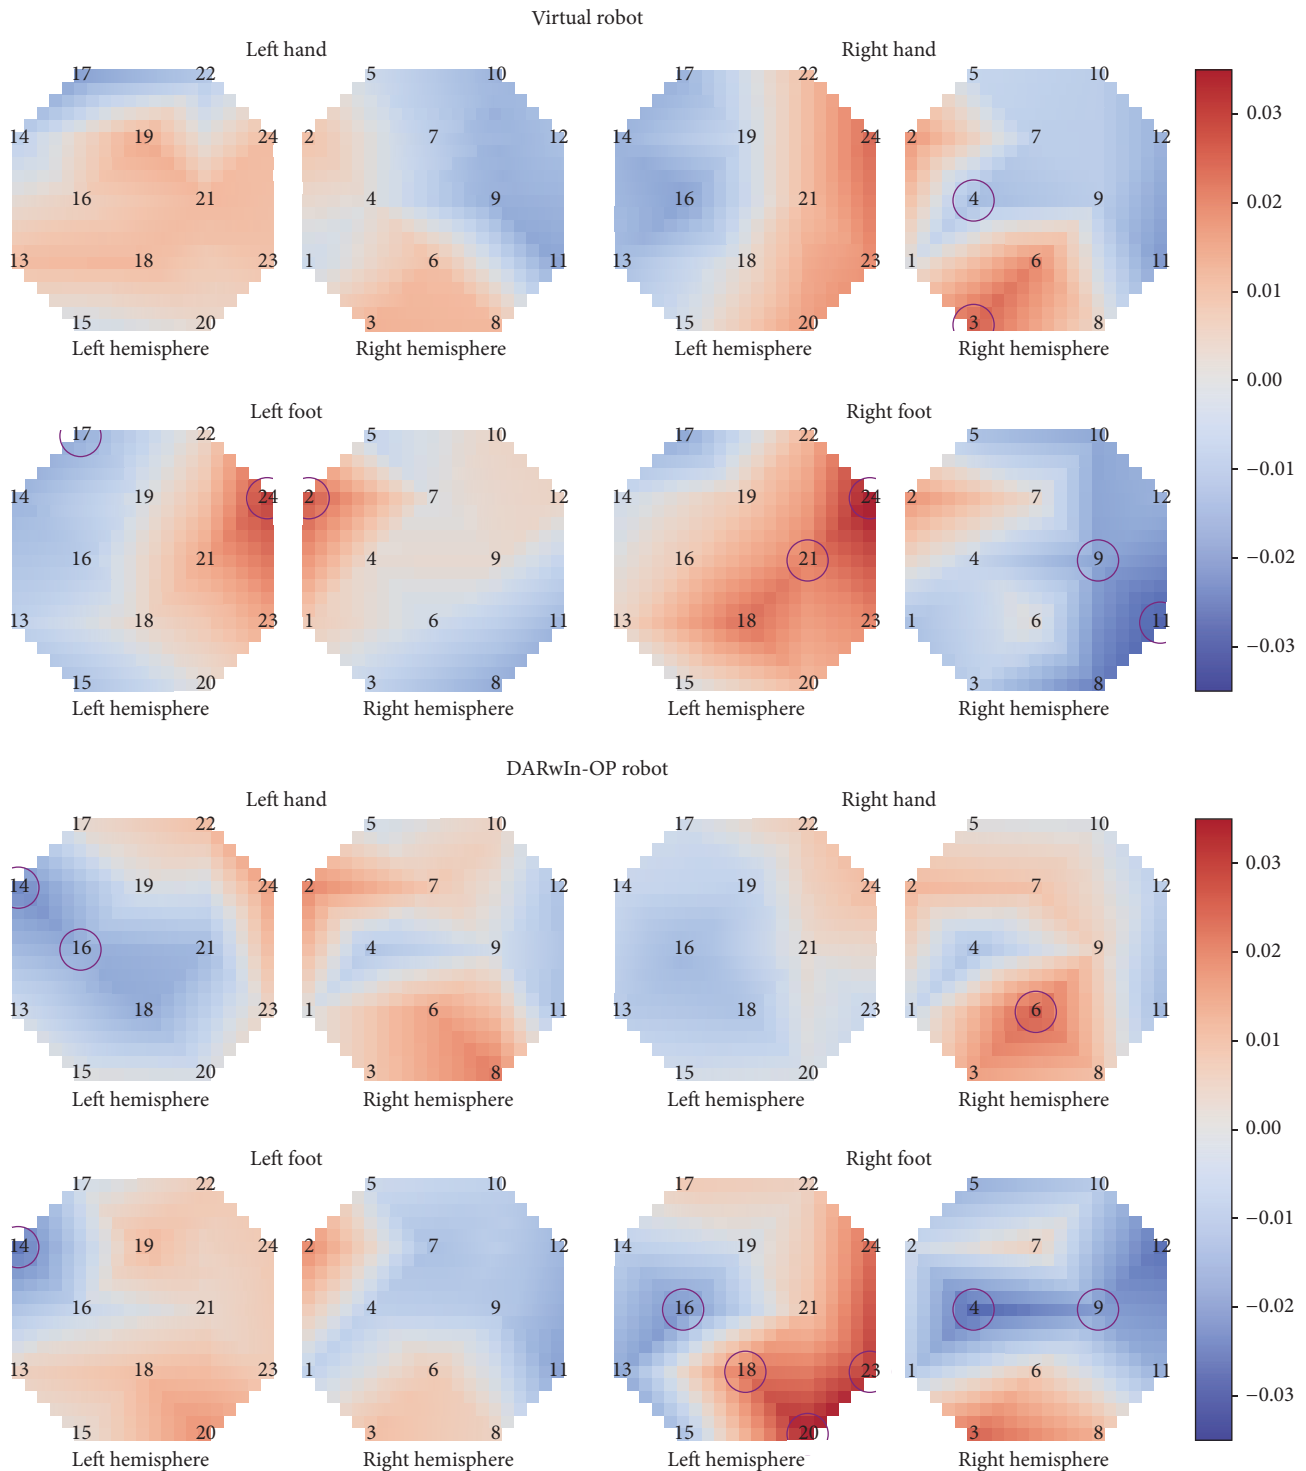 Virtual robot
Left hand Right hand
17 22 5 10 17 22 5 10
14 19 24 2 7 12 14 19 24 2 7 12
16 21 4 9 16 21 4 9
13 18 23 1 6 11 13 18 23 1 6 11
15 20 3 8 15 20 3 8
Left hemisphere Right hemisphere Left hemisphere Right hemisphere
Left foot Right foot
17 22 5 10 17 22 5 10
14 19 24 2 7 12 14 19 24 2 7 12
16 21 4 9 16 21 4 9
13 18 23 1 6 11 13 18 23 1 6 11
15 20 3 8 15 20 3 8
Left hemisphere Right hemisphere Left hemisphere Right hemisphere
0.03
0.02
0.01
0.00
−0.01
−0.02
−0.03
DARwIn-OP robot
Left hand Right hand
17 22 5 10 17 22 5 10
14 19 24 2 7 12 14 19 24 2 7 12
16 21 4 9 16 21 4 9
13 18 23 1 6 11 13 18 23 1 6 11
15 20 3 8 15 20 3 8
Left hemisphere Right hemisphere Left hemisphere Right hemisphere
Left foot Right foot
17 22 5 10 17 22 5 10
14 19 24 2 7 12 14 19 24 2 7 12
16 21 4 9 16 21 4 9
13 18 23 1 6 11 13 18 23 1 6 11
15 20 3 8 15 20 3 8
Left hemisphere Right hemisphere Left hemisphere Right hemisphere
0.03
0.02
0.01
0.00
−0.01
−0.02
−0.03